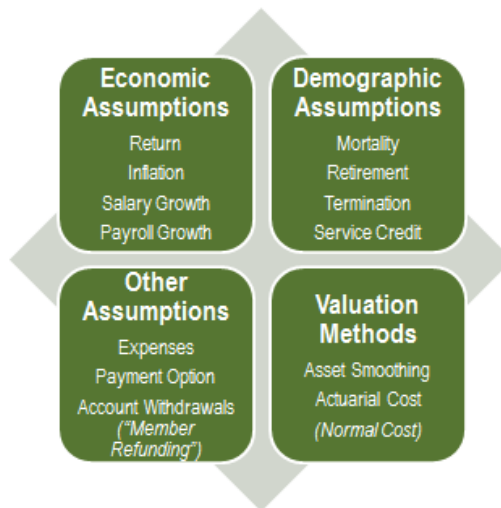 Economic
Assumptions
Return
Inflation
Salary Growth
Payroll Growth
Demographic
Assumptions
Mortality
Retirement
Termination
Service Credit
Other
Assumptions
Expenses
Payment Option
Account Withdrawals
("Member
Refunding")
Valuation
Methods
Asset Smoothing
Actuarial Cost
(Normal Cost)